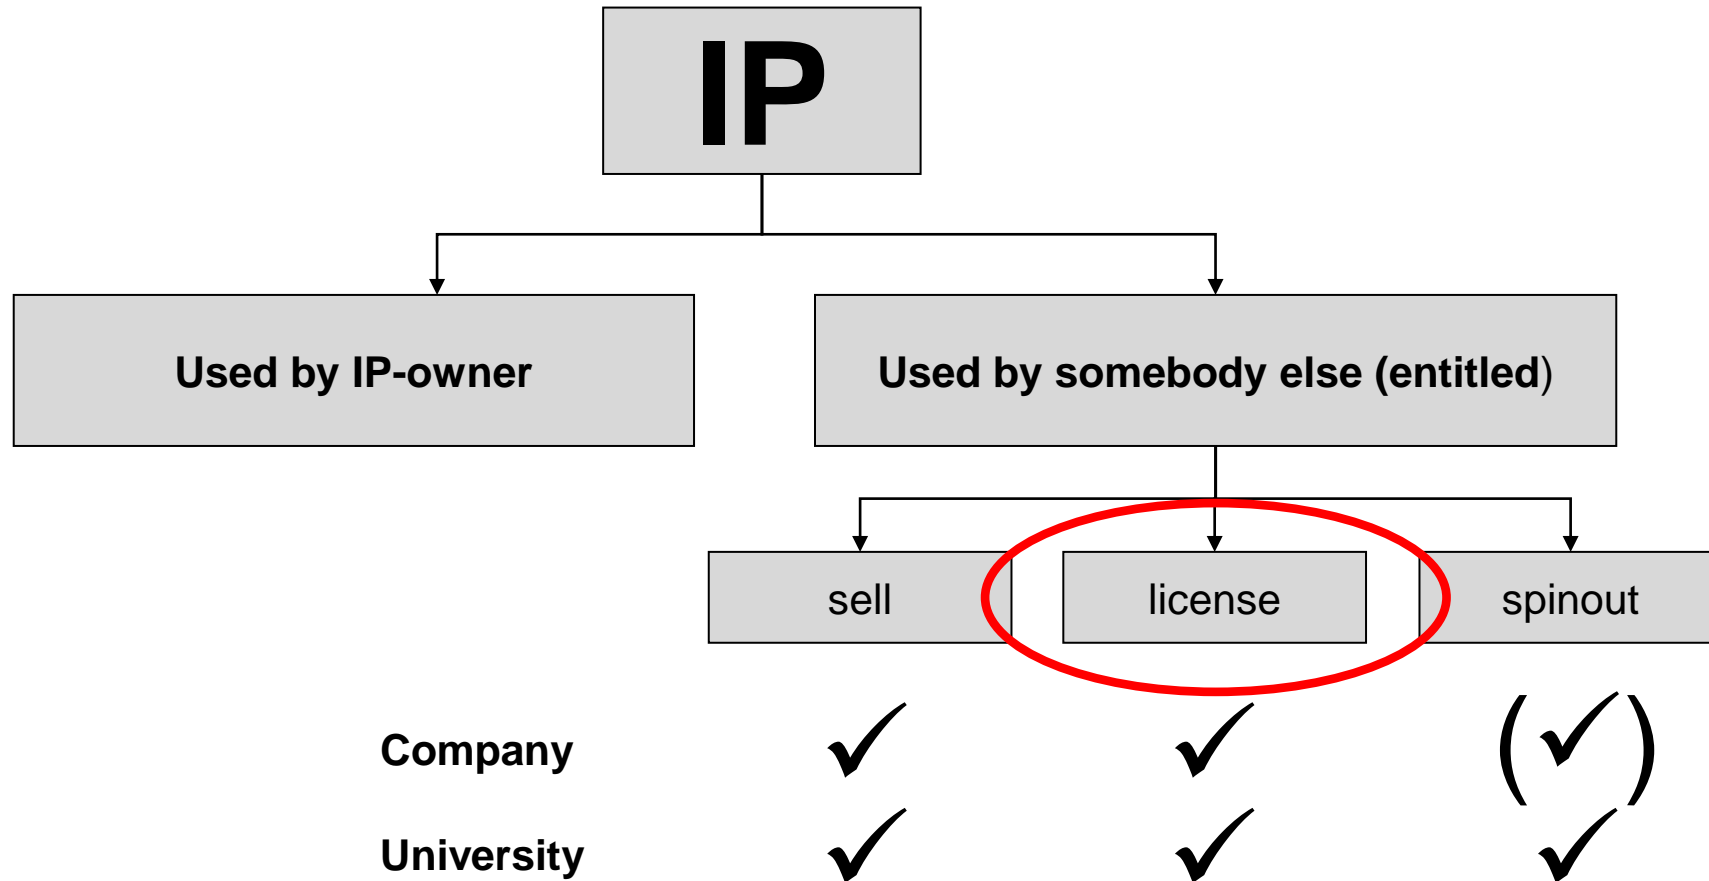 IP
Used by IP-owner
Used by somebody else (entitled)
sell license spinout
Company ✓ ✓ (✓)
University ✓ ✓ ✓